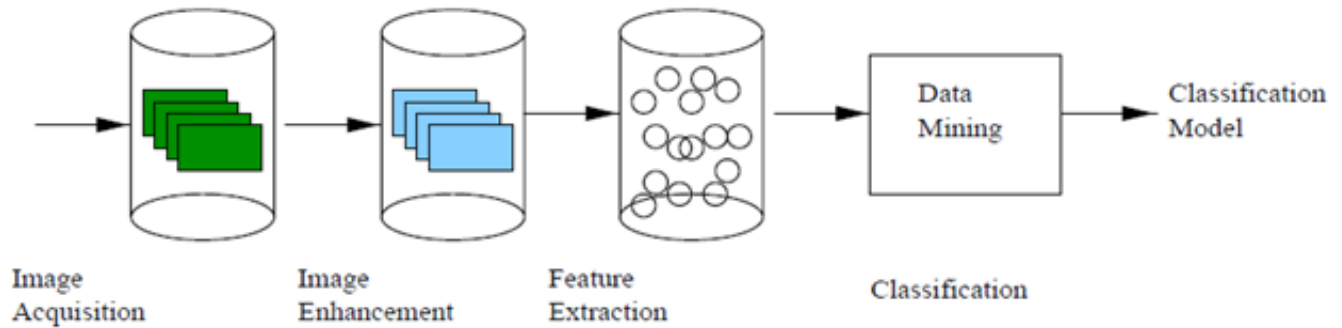 Data
Mining
Classification
Model
Image
Acquisition
Image
Enhancement
Feature
Extraction
Classification